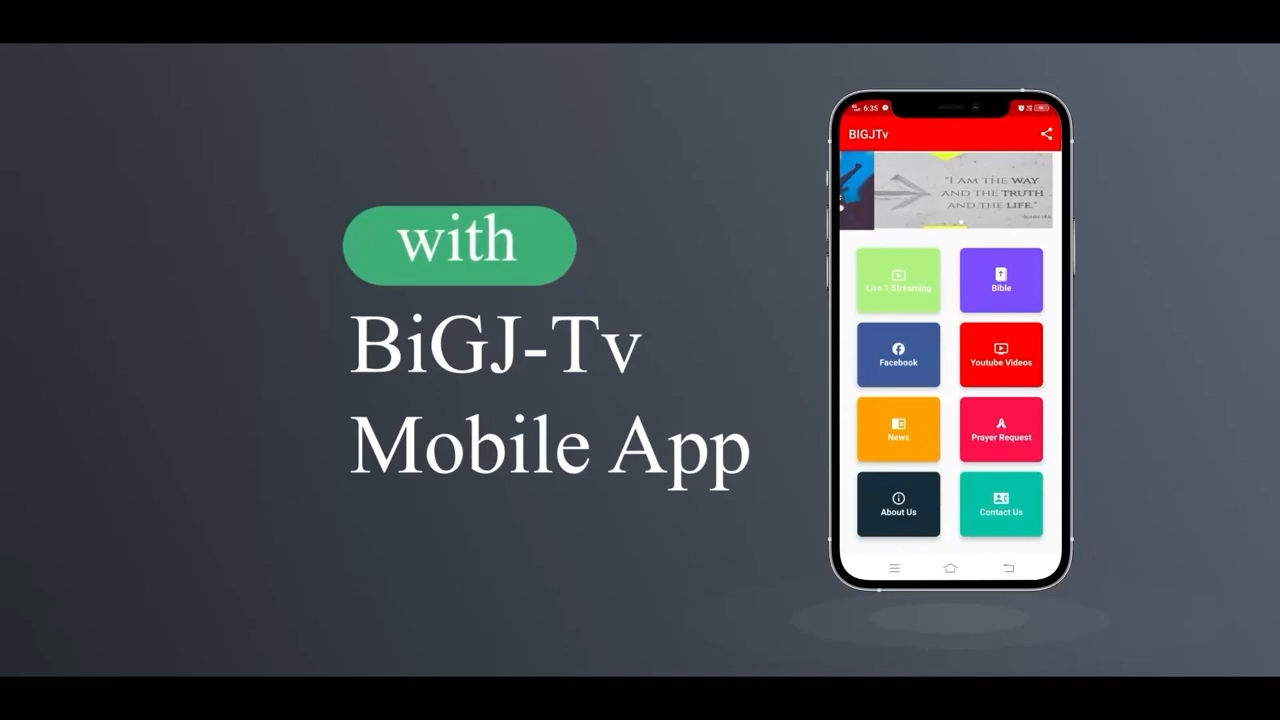 with
BiGJ-Tv
Mobile App
6:35
BIGJTv
"I AM THE WAY
AND THE TRUTH
AND THE LIFE."
Live 1 Streaming
Bible
Facebook
Youtube Videos
News
Prayer Request
About Us
Contact Us